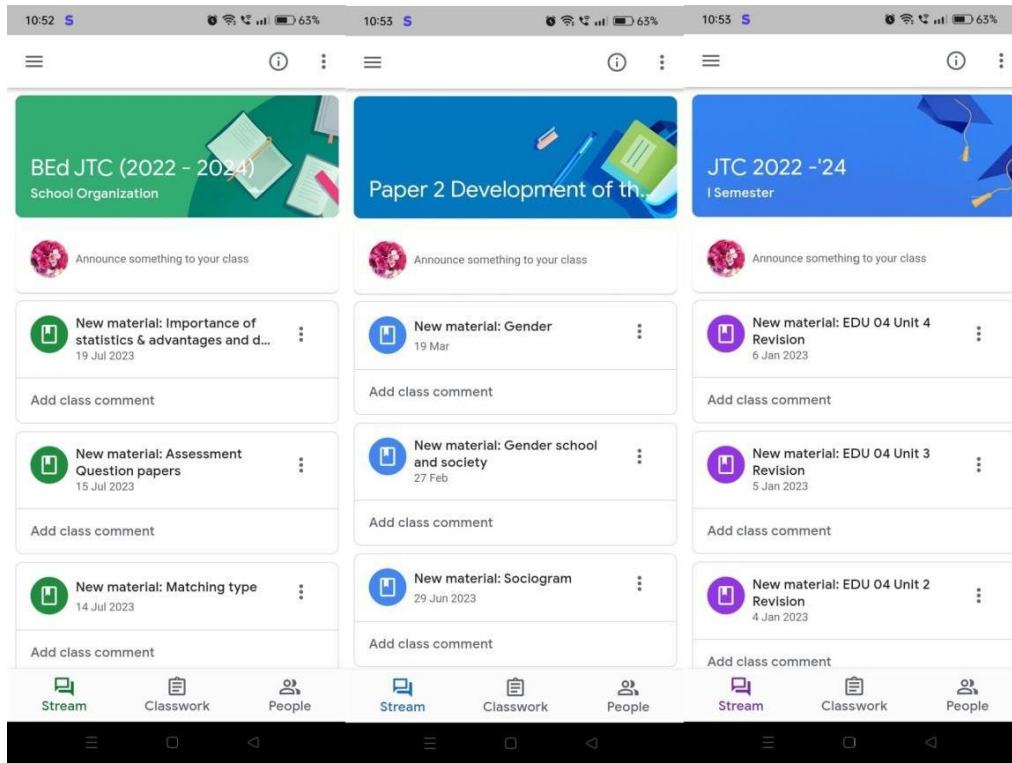 10:52 S 63%
BEd JTC (2022 - 2024)
School Organization
Announce something to your class
New material: Importance of
statistics & advantages and d...
19 Jul 2023
Add class comment
New material: Assessment
Question papers
15 Jul 2023
Add class comment
New material: Matching type
14 Jul 2023
Add class comment
Stream Classwork People
10:53 S 63%
Paper 2 Development of th...
Announce something to your class
New material: Gender
19 Mar
Add class comment
New material: Gender school
and society
27 Feb
Add class comment
New material: Sociogram
29 Jun 2023
Add class comment
Stream Classwork People
10:53 S 63%
JTC 2022 -'24
I Semester
Announce something to your class
New material: EDU 04 Unit 4
Revision
6 Jan 2023
Add class comment
New material: EDU 04 Unit 3
Revision
5 Jan 2023
Add class comment
New material: EDU 04 Unit 2
Revision
4 Jan 2023
Add class comment
Stream Classwork People